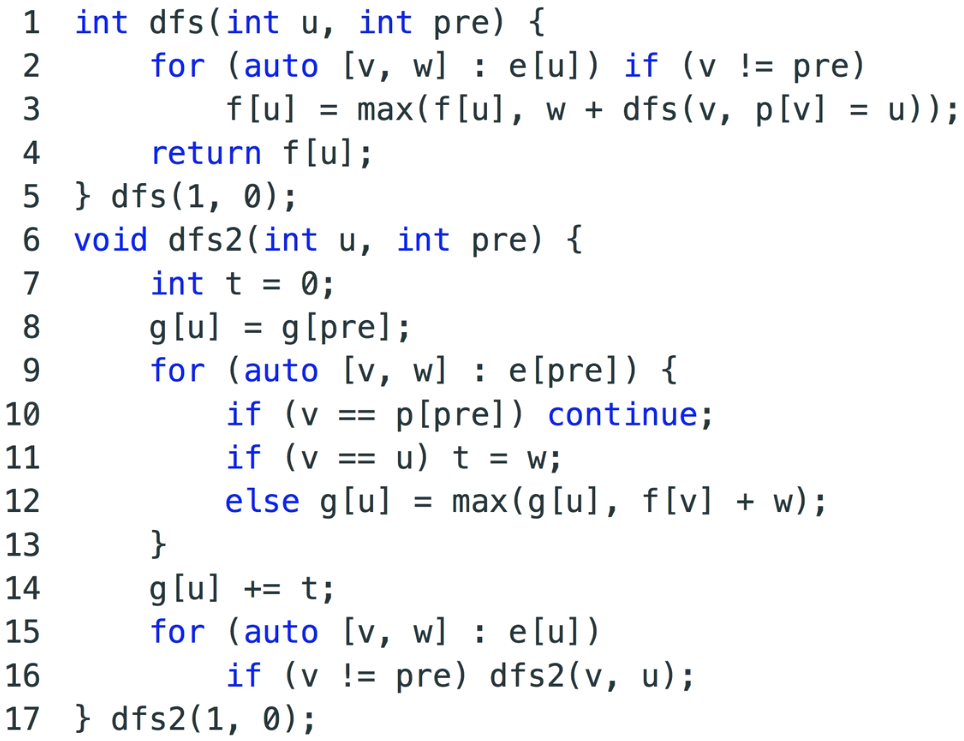 1 int dfs(int u, int pre) {
2     for (auto [v, w] : e[u]) if (v != pre)
3         f[u] = max(f[u], w + dfs(v, p[v] = u));
4     return f[u];
5 } dfs(1, 0);
6 void dfs2(int u, int pre) {
7     int t = 0;
8     g[u] = g[pre];
9     for (auto [v, w] : e[pre]) {
10         if (v == p[pre]) continue;
11         if (v == u) t = w;
12         else g[u] = max(g[u], f[v] + w);
13     }
14     g[u] += t;
15     for (auto [v, w] : e[u])
16         if (v != pre) dfs2(v, u);
17 } dfs2(1, 0);